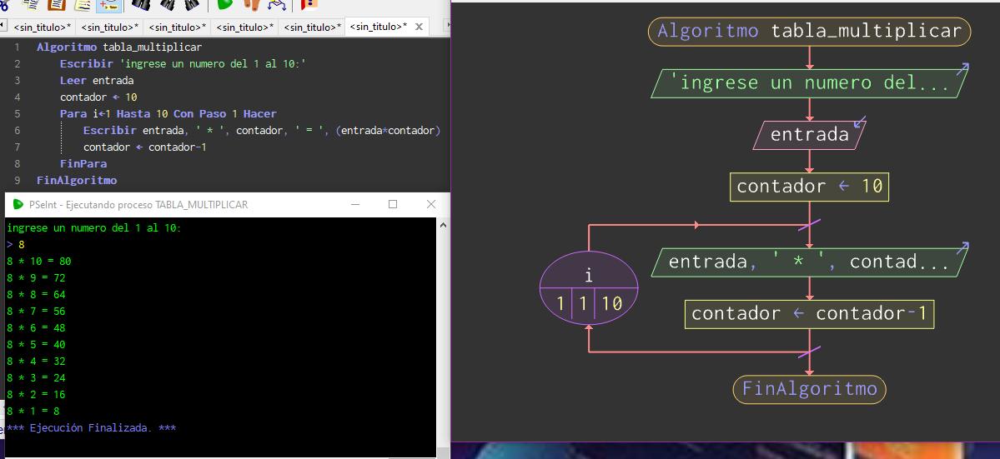 <sin_titulo>* <sin_titulo>* <sin_titulo>* <sin_titulo>* <sin_titulo>* <sin_titulo>*
1 Algoritmo tabla_multiplicar
2 Escribir 'ingrese un numero del 1 al 10:'
3 Leer entrada
4 contador ← 10
5 Para i←1 Hasta 10 Con Paso 1 Hacer
6 Escribir entrada, ' * ', contador, ' = ', (entrada*contador)
7 contador ← contador-1
8 FinPara
9 FinAlgoritmo
PSeInt - Ejecutando proceso TABLA_MULTIPLICAR
ingrese un numero del 1 al 10:
> 8
8 * 10 = 80
8 * 9 = 72
8 * 8 = 64
8 * 7 = 56
8 * 6 = 48
8 * 5 = 40
8 * 4 = 32
8 * 3 = 24
8 * 2 = 16
8 * 1 = 8
*** Ejecución Finalizada. ***
Algoritmo tabla_multiplicar
'ingrese un numero del...
entrada
contador ← 10
entrada, ' * ', contad...
i
1 1 10
contador ← contador-1
FinAlgoritmo